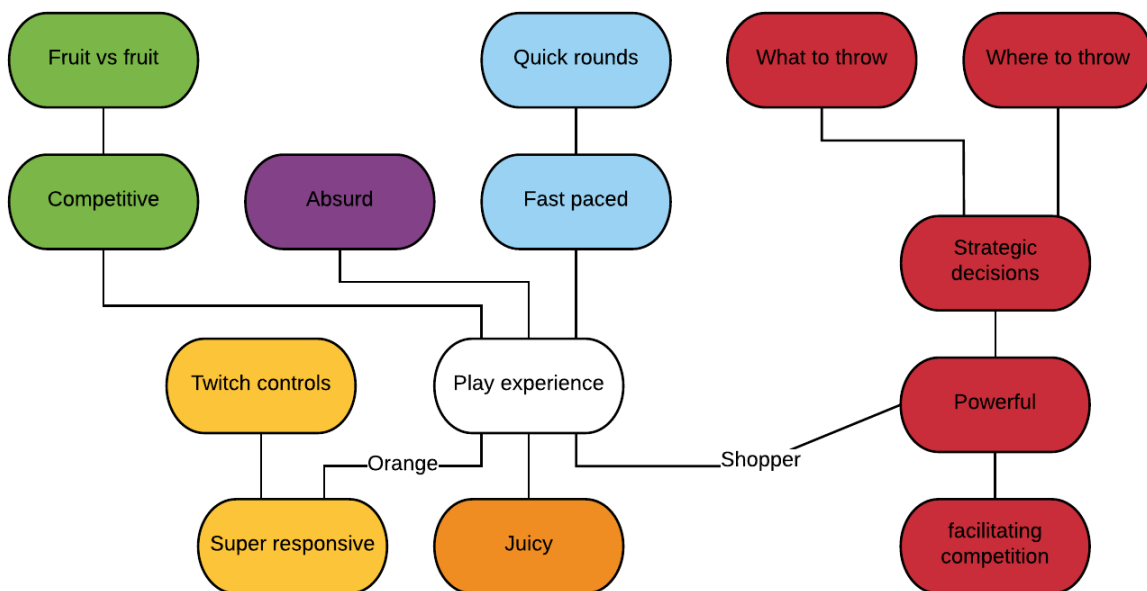 Fruit vs fruit
Quick rounds
What to throw
Where to throw
Competitive
Absurd
Fast paced
Strategic
decisions
Twitch controls
Play experience
Powerful
Orange
Shopper
Super responsive
Juicy
facilitating
competition